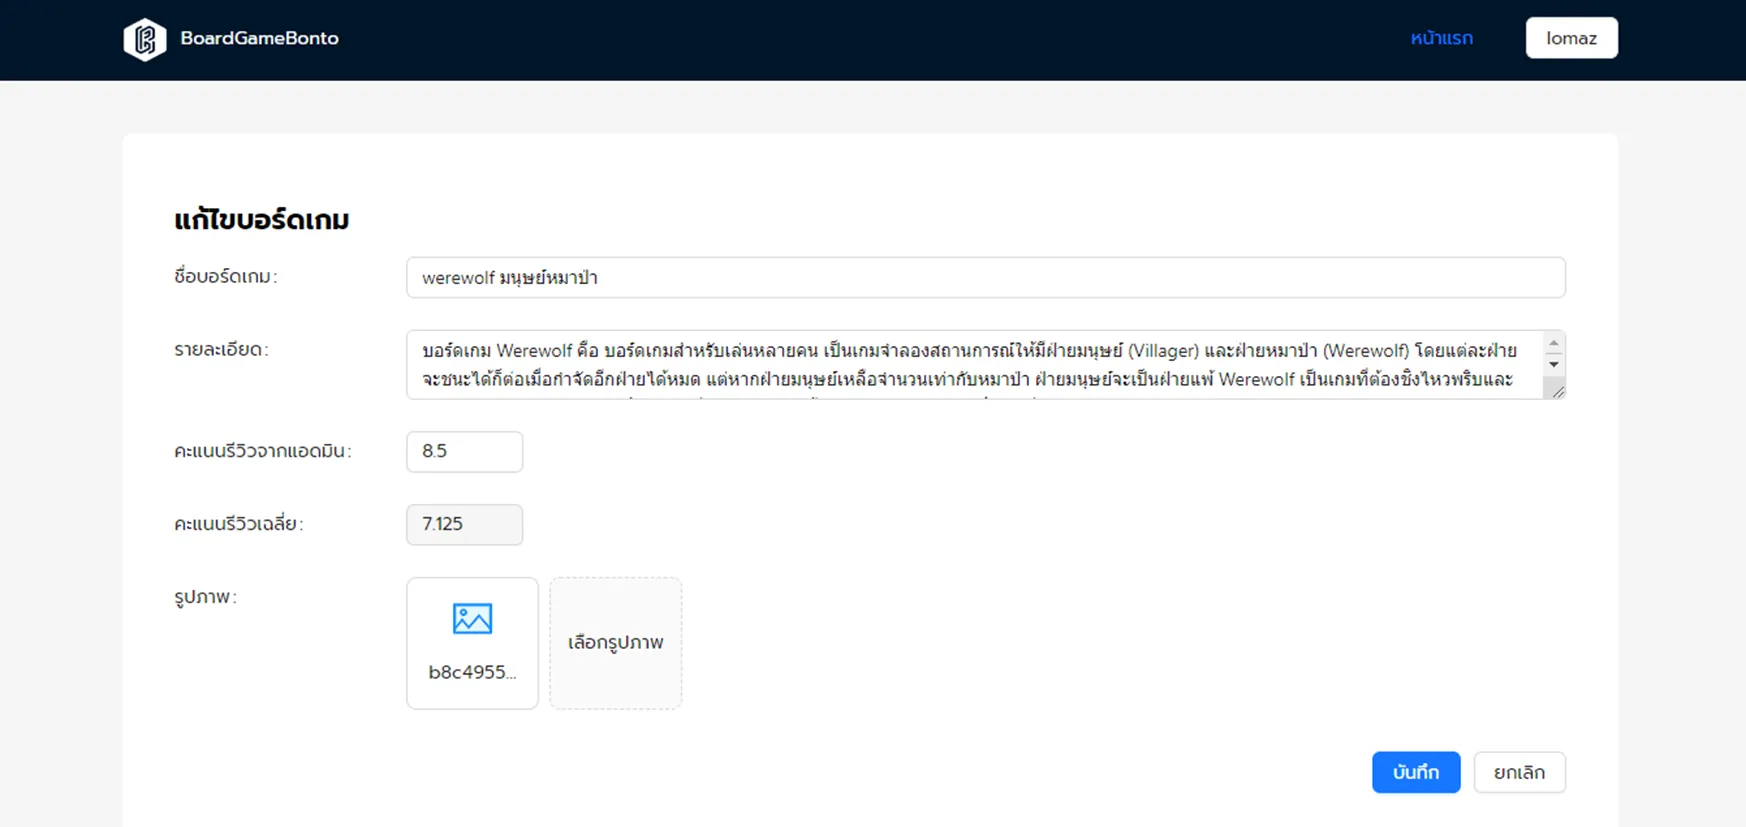 BoardGameBonto
หน้าแรก
lomaz
แก้ไขบอร์ดเกม
ชื่อบอร์ดเกม:
werewolf มนุษย์หมาป่า
รายละเอียด:
บอร์ดเกม Werewolf คือ บอร์ดเกมสำหรับเล่นหลายคน เป็นเกมจำลองสถานการณ์ให้มีฝ่ายมนุษย์ (Villager) และฝ่ายหมาป่า (Werewolf) โดยแต่ละฝ่าย
จะชนะได้ก็ต่อเมื่อกำจัดอีกฝ่ายได้หมด แต่หากฝ่ายมนุษย์เหลือจำนวนเท่ากับหมาป่า ฝ่ายมนุษย์จะเป็นฝ่ายแพ้ Werewolf เป็นเกมที่ต้องชิงไหวพริบและ
คะแนนรีวิวจากแอดมิน:
8.5
คะแนนรีวิวเฉลี่ย:
7.125
รูปภาพ:
b8c4955...
เลือกรูปภาพ
บันทึก
ยกเลิก